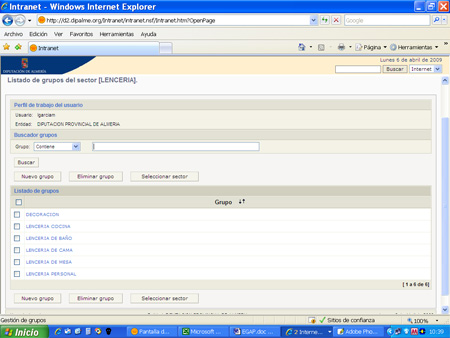 Intranet - Windows Internet Explorer
http://d2.dipalme.org/Intranet/intranet.nsf/Intranet.htm?OpenPage
Google
Archivo Edición Ver Favoritos Herramientas Ayuda
Intranet
Página Herramientas
Lunes 6 de abril de 2009
DIPUTACIÓN DE ALMERÍA
Buscar Internet
Listado de grupos del sector [LENCERIA].
Perfil de trabajo del usuario
Usuario: lgarciam
Entidad: DIPUTACION PROVINCIAL DE ALMERIA
Buscador grupos
Grupo: Contiene
Buscar
Nuevo grupo Eliminar grupo Seleccionar sector
Listado de grupos
Grupo
DECORACION
LENCERIA COCINA
LENCERIA DE BAÑO
LENCERIA DE CAMA
LENCERIA DE MESA
LENCERIA PERSONAL
[1 a 6 de 6]
Nuevo grupo Eliminar grupo Seleccionar sector
Gestión de grupos
Sitios de confianza
100%
Inicio
Pantalla d...
Microsoft ...
EGAP.doc ...
2 Internet...
Adobe Pho...
10:39